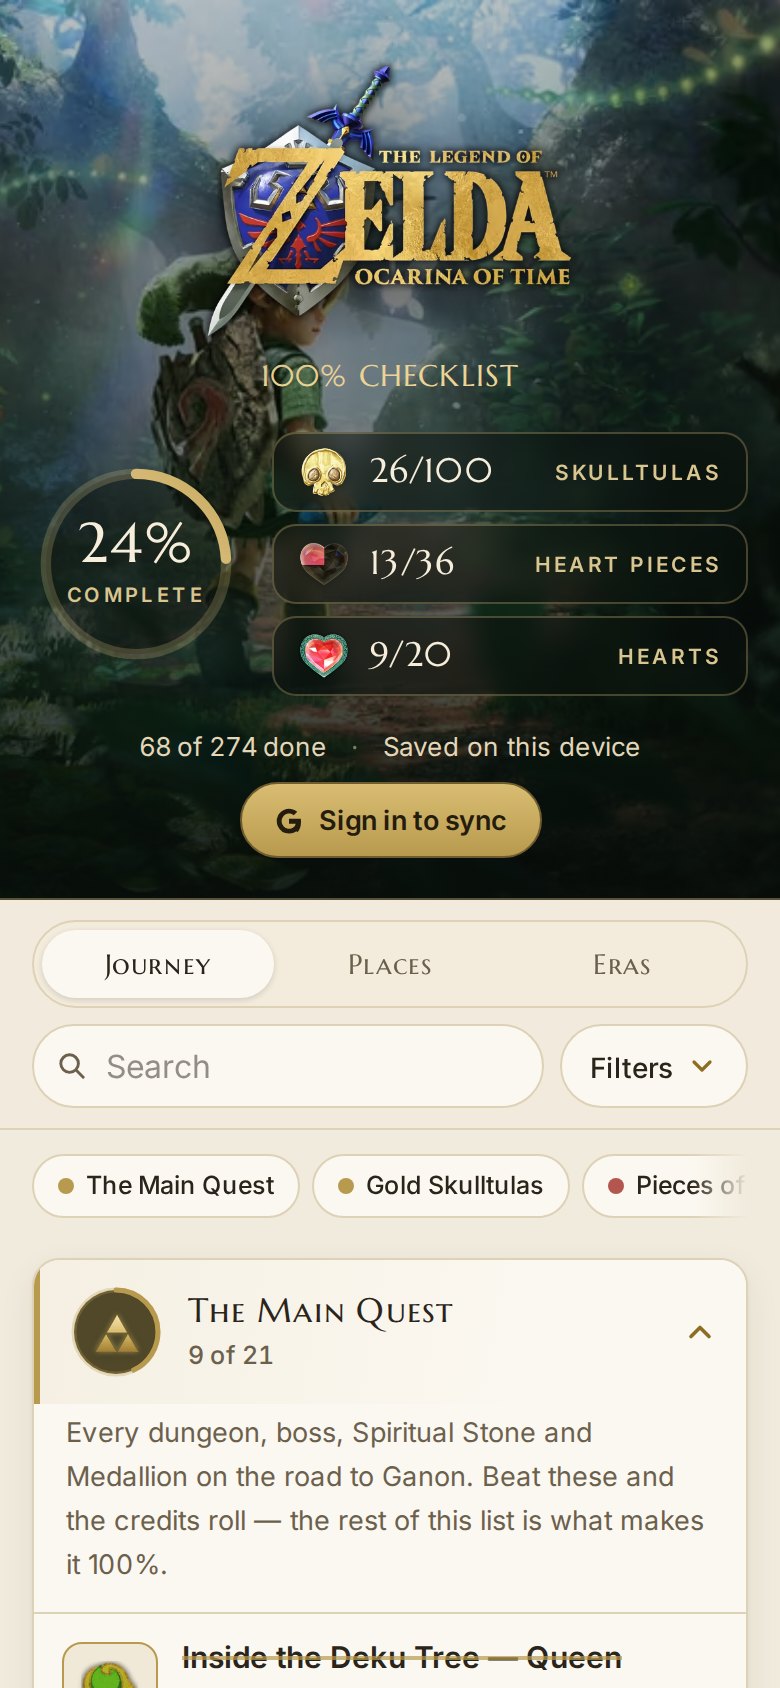 THE LEGEND OF
ZELDA™
OCARINA OF TIME
100% CHECKLIST
24%
COMPLETE
26/100 SKULLTULAS
13/36 HEART PIECES
9/20 HEARTS
68 of 274 done · Saved on this device
G Sign in to sync
Journey Places Eras
Search Filters
The Main Quest Gold Skulltulas Pieces of
The Main Quest
9 of 21
Every dungeon, boss, Spiritual Stone and
Medallion on the road to Ganon. Beat these and
the credits roll — the rest of this list is what makes
it 100%.
Inside the Deku Tree — Queen